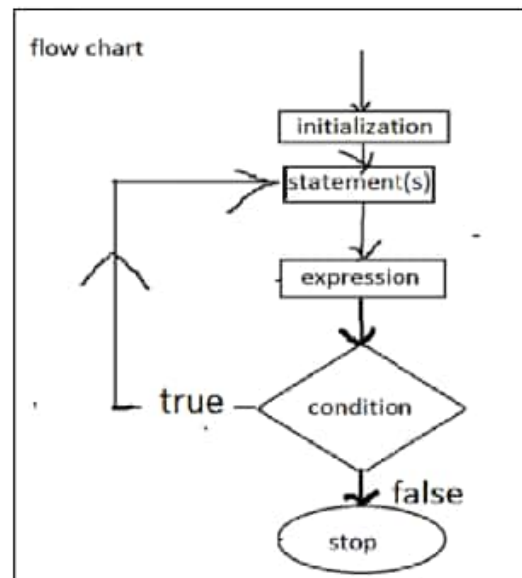 flow chart
initialization
statement(s)
expression
condition
true
false
stop